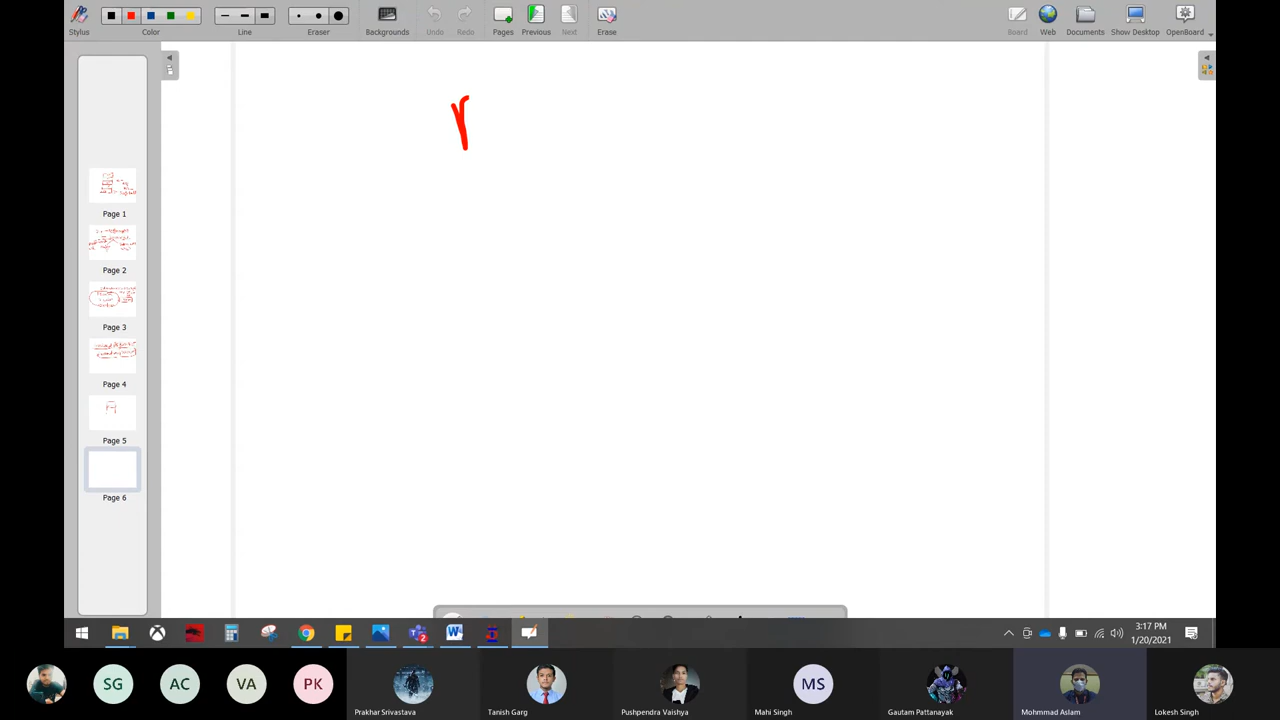 Stylus Color Line Eraser Backgrounds Undo Redo Pages Previous Next Erase Board Web Documents Show Desktop OpenBoard
r
Page 1
Page 2
Page 3
Page 4
Page 5
Page 6
3:17 PM
1/20/2021
SG AC VA PK MS
Prakhar Srivastava Tanish Garg Pushpendra Vaishya Mahi Singh Gautam Pattanayak Mohmmad Aslam Lokesh Singh